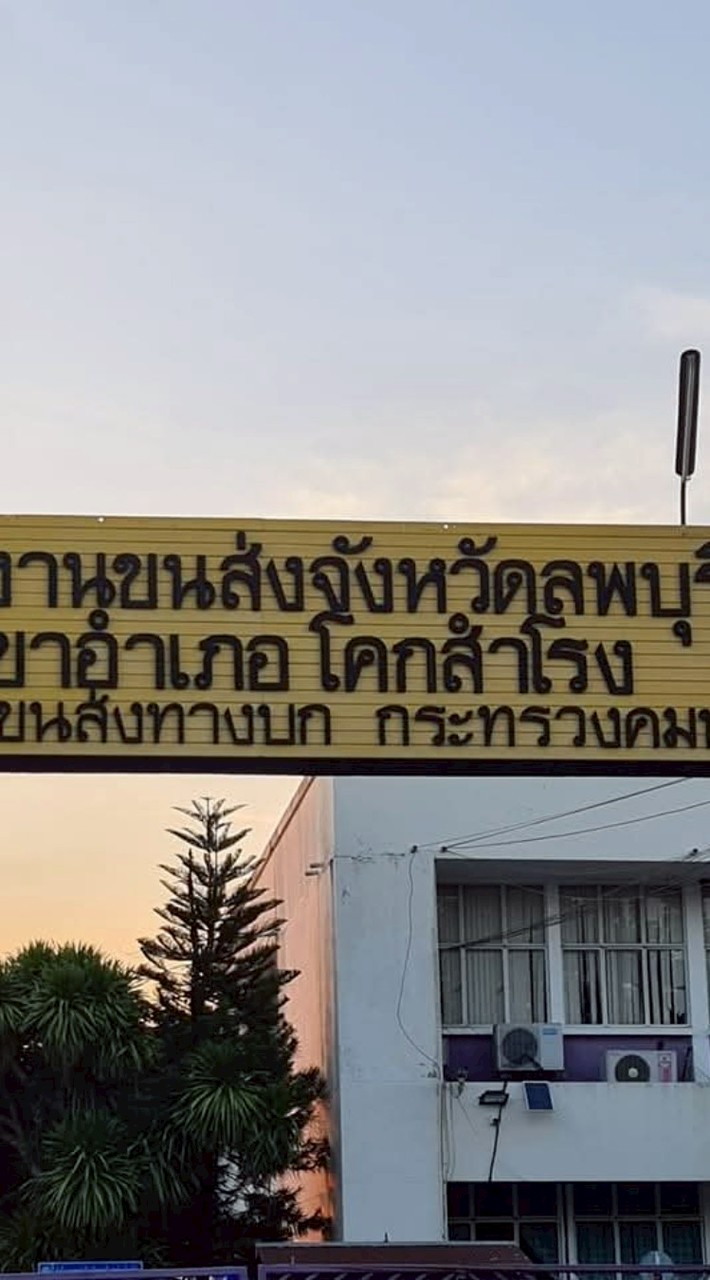 งานขนส่งจังหวัดลพบุรี
ขาอำเภอ โคกสำโรง
ขนส่งทางบก กระทรวงคม